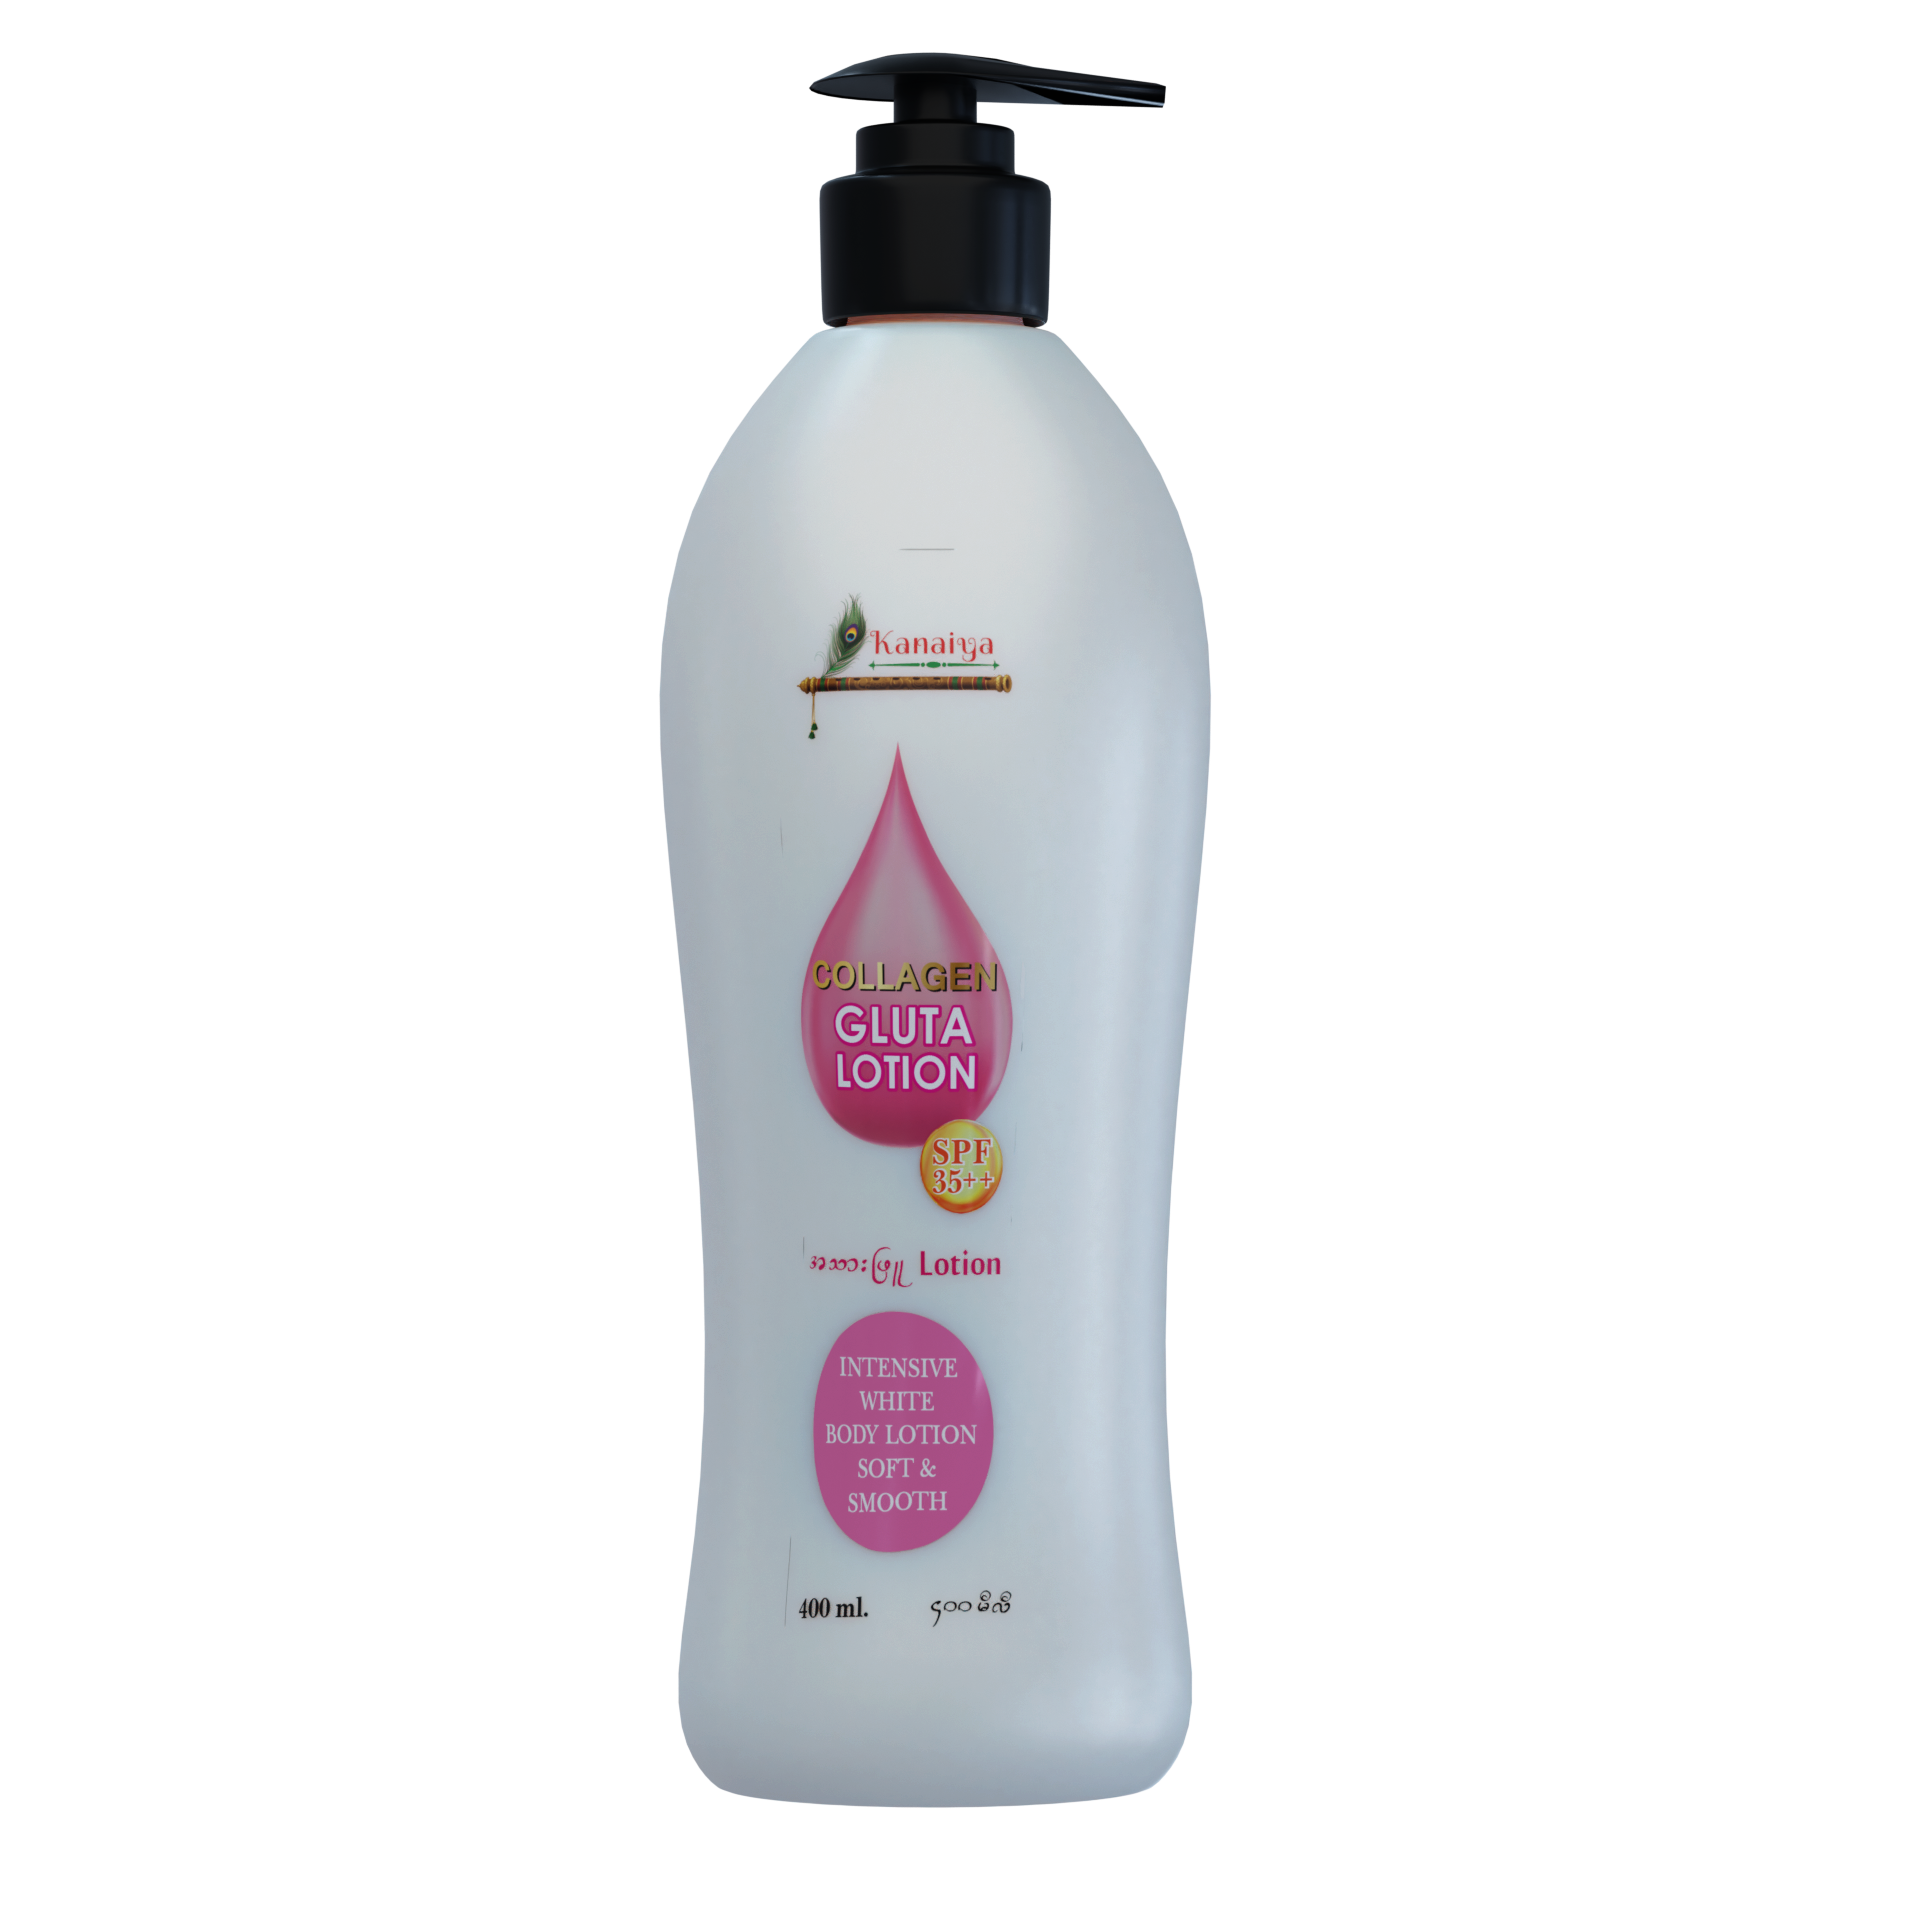 Kanaiya
COLLAGEN
GLUTA
LOTION
SPF
35++
အသားဖြူ Lotion
INTENSIVE
WHITE
BODY LOTION
SOFT &
SMOOTH
400 ml.
၄၀၀ မီလီ